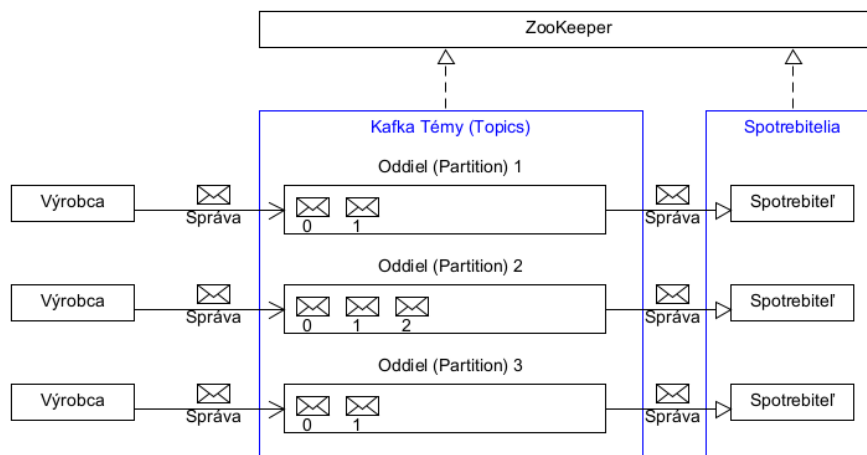 ZooKeeper
Kafka Témy (Topics)
Spotrebitelia
Oddiel (Partition) 1
Výrobca
Správa
0 1
Správa
Spotrebiteľ
Oddiel (Partition) 2
Výrobca
Správa
0 1 2
Správa
Spotrebiteľ
Oddiel (Partition) 3
Výrobca
Správa
0 1
Správa
Spotrebiteľ